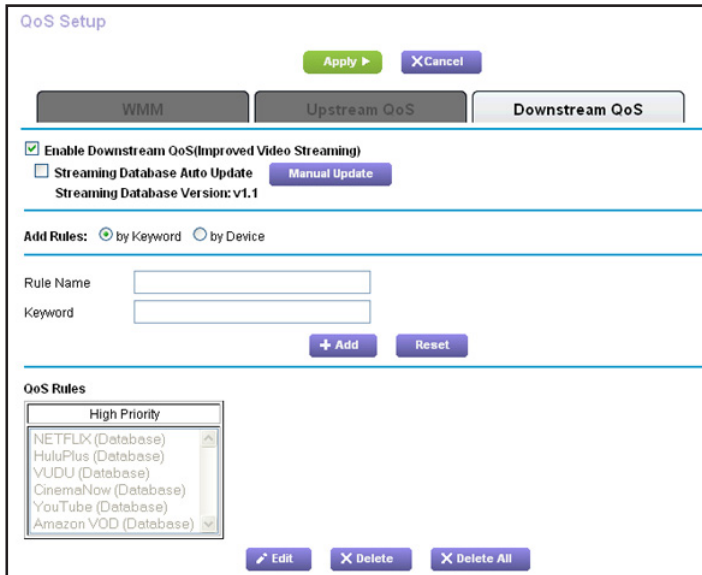 QoS Setup
Apply
Cancel
WMM
Upstream QoS
Downstream QoS
Enable Downstream QoS(Improved Video Streaming)
Streaming Database Auto Update
Manual Update
Streaming Database Version: v1.1
Add Rules: by Keyword by Device
Rule Name
Keyword
+ Add
Reset
QoS Rules
High Priority
NETFLIX (Database)
HuluPlus (Database)
VUDU (Database)
CinemaNow (Database)
YouTube (Database)
Amazon VOD (Database)
Edit
Delete
Delete All